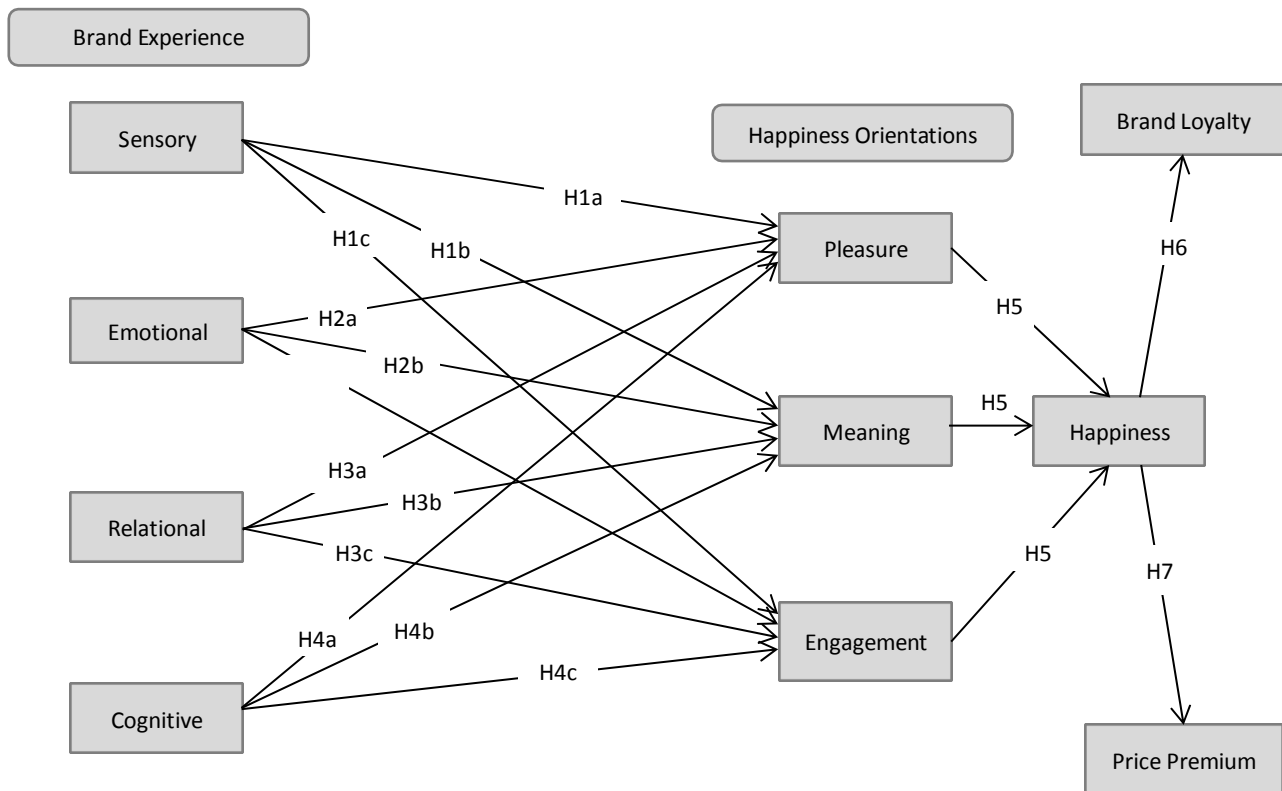 Brand Experience
Sensory
Brand Loyalty
Happiness Orientations
H1a
H1c
H1b
Pleasure
H6
Emotional
H2a
H5
H2b
Meaning
H5
Happiness
H3a
H3b
Relational
H3c
H5
H7
H4a
H4b
Engagement
H4c
Cognitive
Price Premium